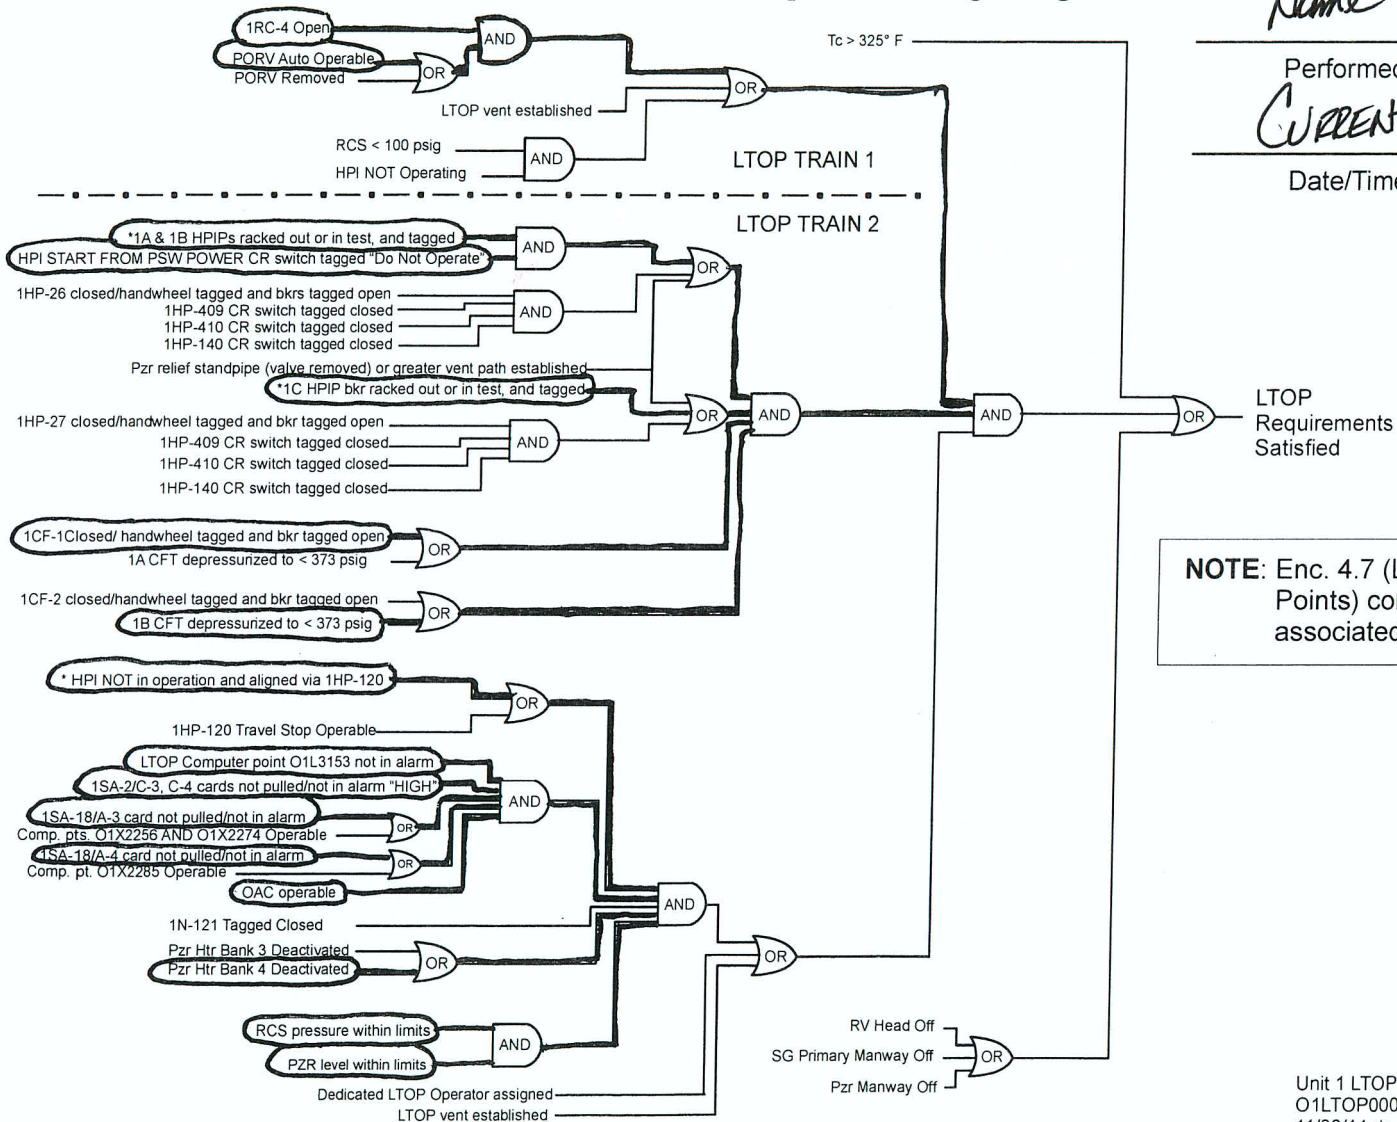 Name
1RC-4 Open
AND
Tc > 325° F
PORV Auto Operable
OR
PORV Removed
Performed
OR
LTOP vent established
CURRENT
RCS < 100 psig
AND
LTOP TRAIN 1
HPI NOT Operating
Date/Time
LTOP TRAIN 2
*1A & 1B HPIPs racked out or in test, and tagged
AND
HPI START FROM PSW POWER CR switch tagged "Do Not Operate"
OR
1HP-26 closed/handwheel tagged and bkrs tagged open
1HP-409 CR switch tagged closed
AND
1HP-410 CR switch tagged closed
1HP-140 CR switch tagged closed
Pzr relief standpipe (valve removed) or greater vent path established
*1C HPIP bkr racked out or in test, and tagged
OR
AND
AND
OR
LTOP
Requirements
Satisfied
1HP-27 closed/handwheel tagged and bkr tagged open
1HP-409 CR switch tagged closed
AND
1HP-410 CR switch tagged closed
1HP-140 CR switch tagged closed
1CF-1Closed/ handwheel tagged and bkr tagged open
OR
1A CFT depressurized to < 373 psig
NOTE: Enc. 4.7 (L
Points) co
associated
1CF-2 closed/handwheel tagged and bkr tagged open
OR
1B CFT depressurized to < 373 psig
* HPI NOT in operation and aligned via 1HP-120
OR
1HP-120 Travel Stop Operable
LTOP Computer point O1L3153 not in alarm
1SA-2/C-3, C-4 cards not pulled/not in alarm "HIGH"
AND
1SA-18/A-3 card not pulled/not in alarm
OR
Comp. pts. O1X2256 AND O1X2274 Operable
1SA-18/A-4 card not pulled/not in alarm
OR
Comp. pt. O1X2285 Operable
OAC operable
AND
1N-121 Tagged Closed
Pzr Htr Bank 3 Deactivated
OR
Pzr Htr Bank 4 Deactivated
OR
RCS pressure within limits
AND
PZR level within limits
RV Head Off
SG Primary Manway Off
OR
Pzr Manway Off
Dedicated LTOP Operator assigned
LTOP vent established
Unit 1 LTOP
O1LTOP000